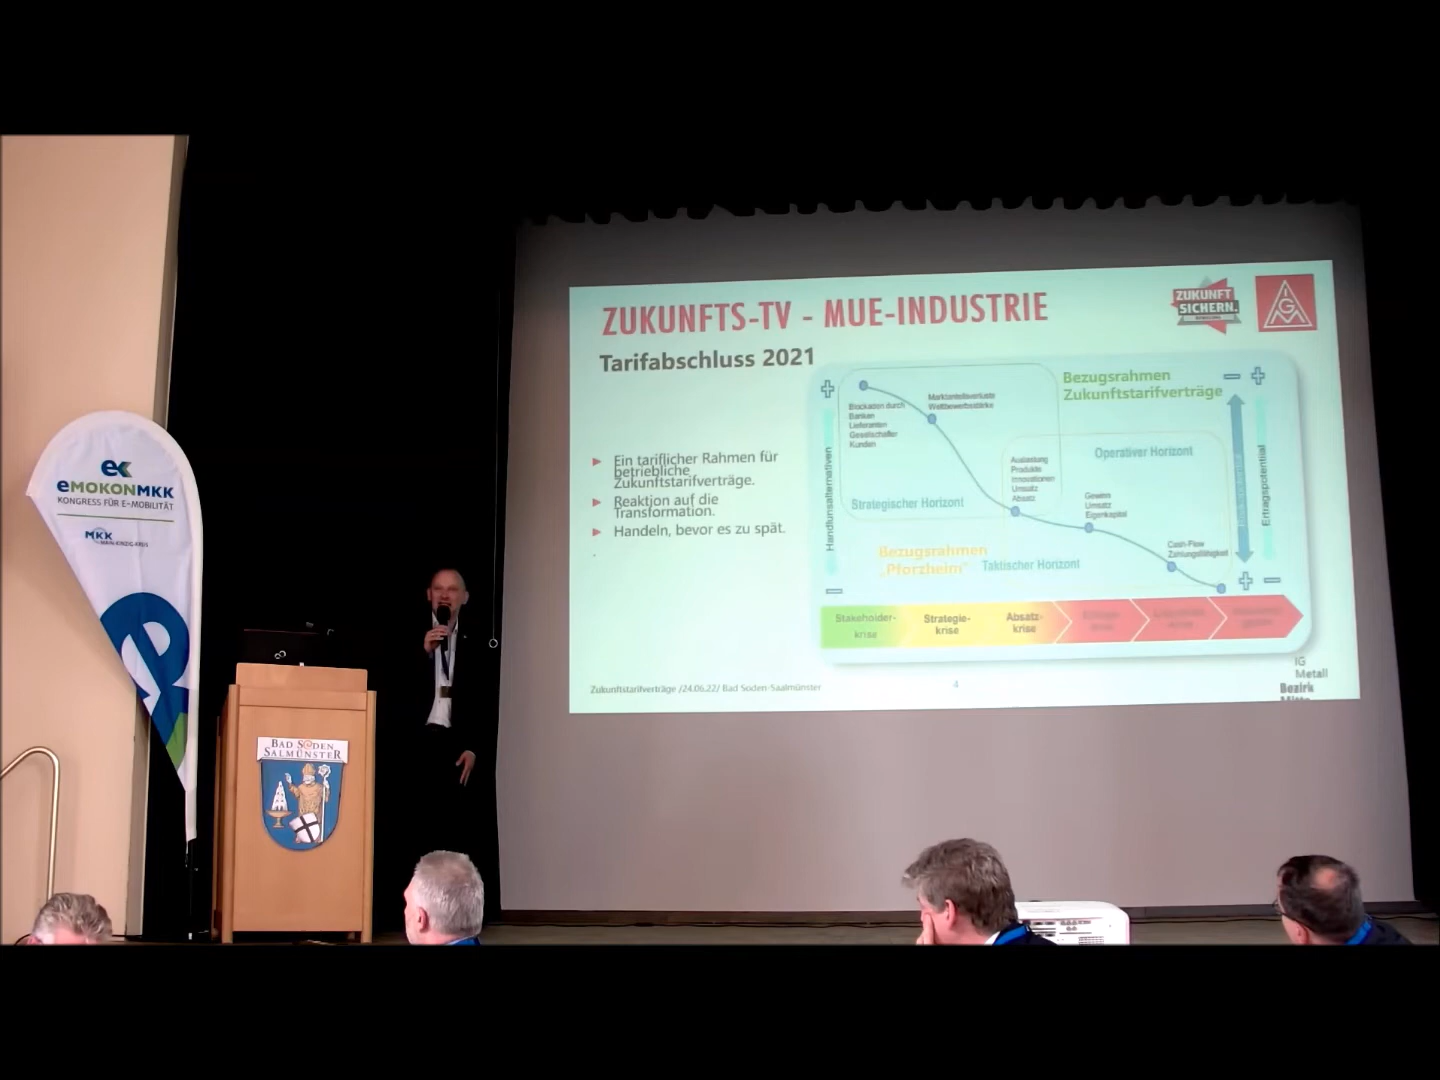 ZUKUNFTS-TV - MUE-INDUSTRIE
ZUKUNFT
SICHERN.
IGM
Tarifabschluss 2021
Bezugsrahmen
Zukunftstarifverträge
Ein tariflicher Rahmen für
betriebliche
Zukunftstarifverträge.
Reaktion auf die
Transformation.
Handeln, bevor es zu spät.
Handlungsalternativen
Blockaden durch
Banken
Lieferanten
Gesellschafter
Kunden
Marktanteilsverluste
Wettbewerbsstärke
Strategischer Horizont
Auslastung
Produkte
Innovationen
Umsatz
Absatz
Operativer Horizont
Gewinn
Umsatz
Eigenkapital
Cash-Flow
Zahlungsfähigkeit
Ertragspotential
Bezugsrahmen
„Pforzheim"
Taktischer Horizont
Stakeholder-
krise
Strategie-
krise
Absatz-
krise
IG
Metall
Bezirk
Zukunftstarifverträge /24.06.22/ Bad Soden-Saalmünster
4
ek
eMOKONMKK
KONGRESS FÜR E-MOBILITÄT
MKK
MAIN-KINZIG-KREIS
BAD SODEN
SALMÜNSTER